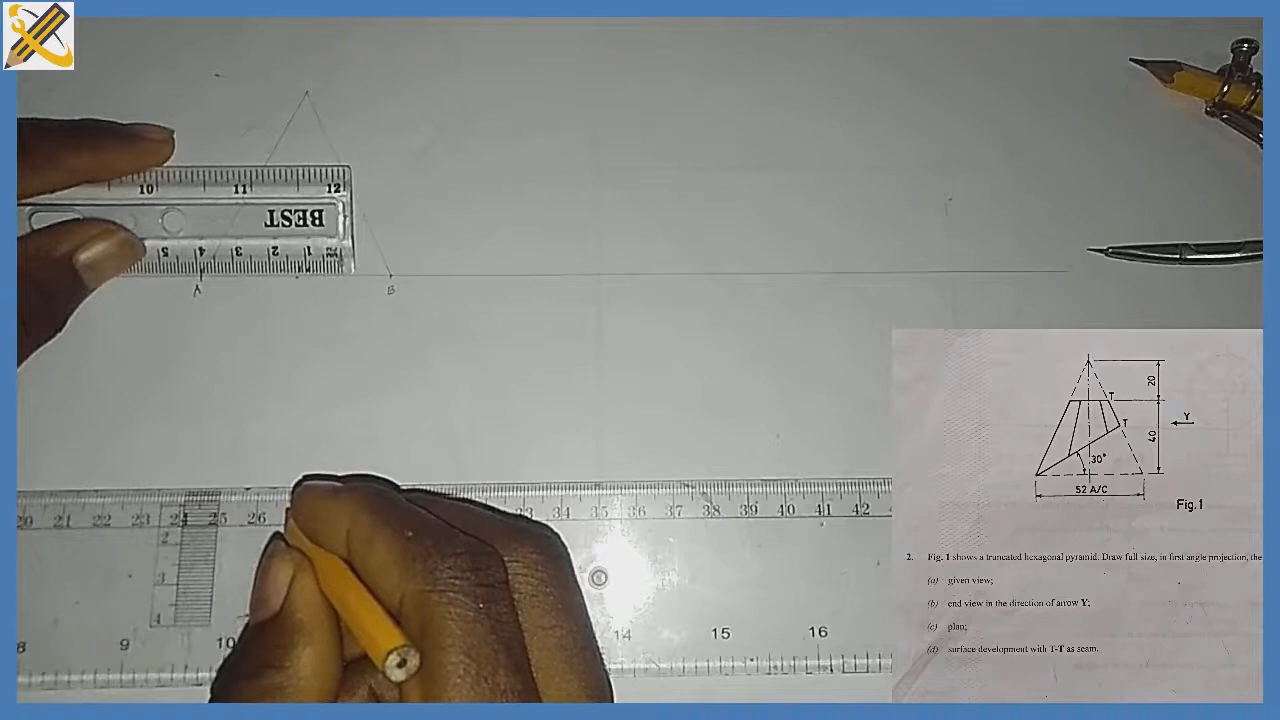 10 11 12
BEST
5 4 3 2 1
A B
20
T
T
Y
40
30°
52 A/C
Fig.1
20 21 22 23 24 25 26 33 34 35 36 37 38 39 40 41 42
2
3
4
8 9 10 14 15 16
2. Fig. 1 shows a truncated hexagonal pyramid. Draw full size, in first angle projection, the
(a) given view;
(b) end view in the direction of arrow Y;
(c) plan;
(d) surface development with T-T as seam.